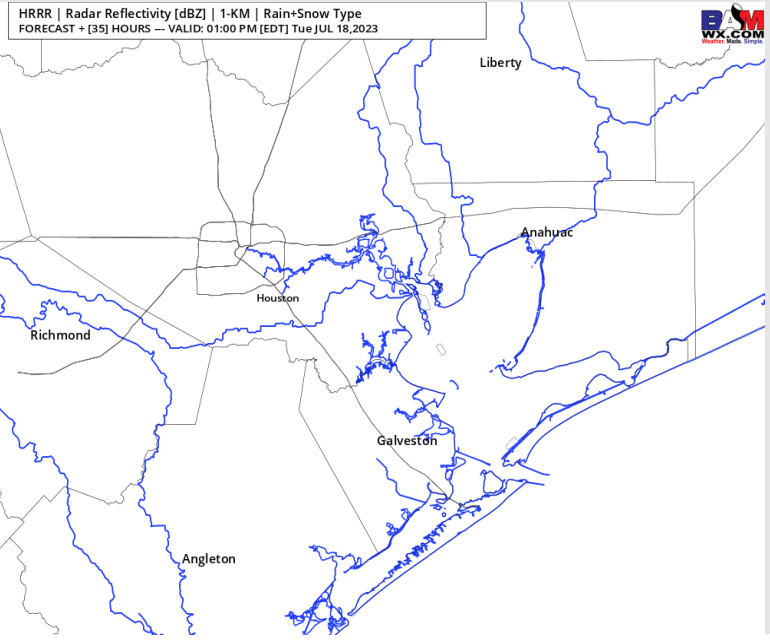 HRRR | Radar Reflectivity [dBZ] | 1-KM | Rain+Snow Type
FORECAST + [35] HOURS --- VALID: 01:00 PM [EDT] Tue JUL 18,2023
BAM
WX.COM
Weather. Made. Simple.
Liberty
Anahuac
Houston
Richmond
Galveston
Angleton